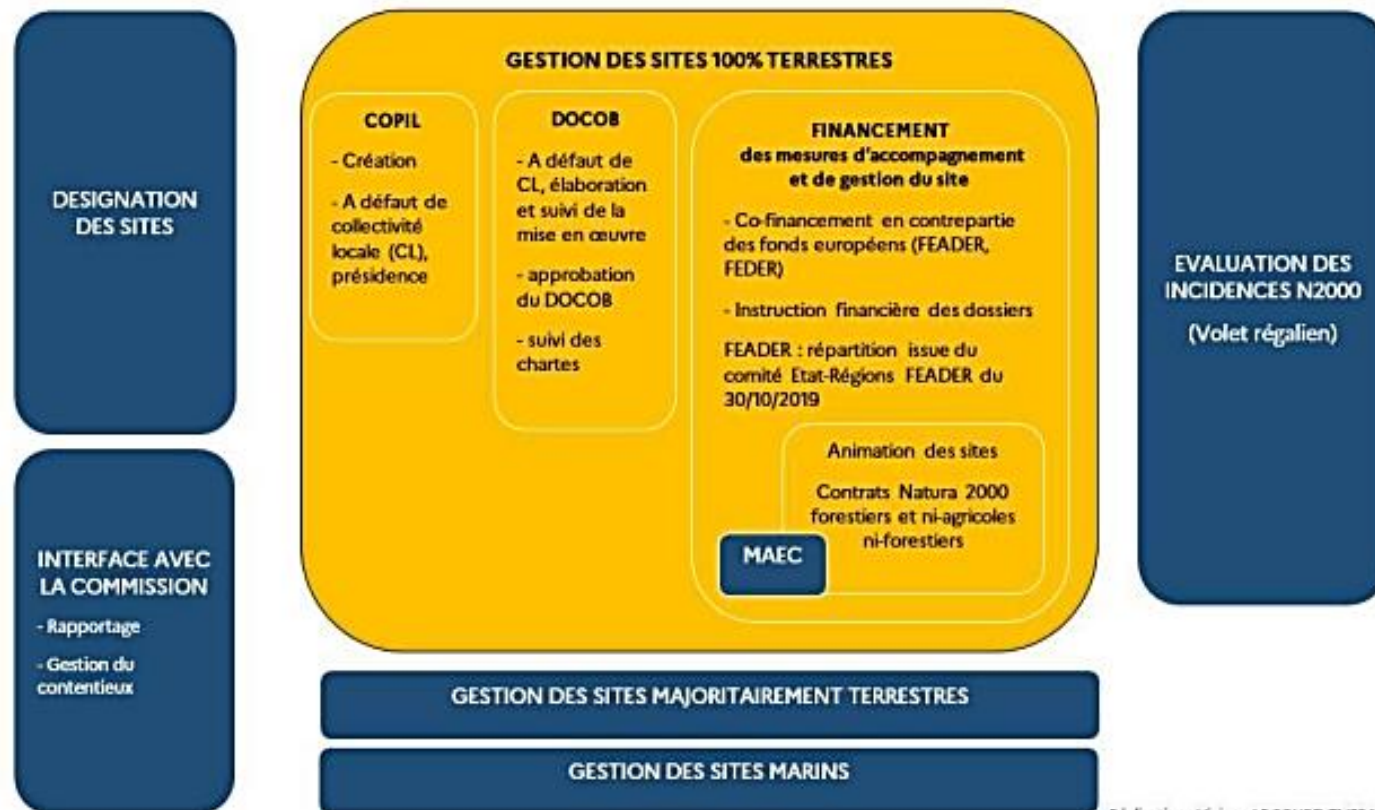 DESIGNATION
DES SITES
INTERFACE AVEC
LA COMMISSION
- Rapportage
- Gestion du
contentieux
GESTION DES SITES 100% TERRESTRES
COPIL
- Création
- A défaut de
collectivité
locale (CL),
présidence
DOCOB
- A défaut de
CL, élaboration
et suivi de la
mise en œuvre
- approbation
du DOCOB
- suivi des
chartes
FINANCEMENT
des mesures d'accompagnement
et de gestion du site
- Co-financement en contrepartie
des fonds européens (FEADER,
FEDER)
- Instruction financière des dossiers
FEADER : répartition issue du
comité Etat-Régions FEADER du
30/10/2019
Animation des sites
Contrats Natura 2000
forestiers et ni-agricoles
ni-forestiers
MAEC
GESTION DES SITES MAJORITAIREMENT TERRESTRES
GESTION DES SITES MARINS
EVALUATION DES
INCIDENCES N2000
(Volet régalien)